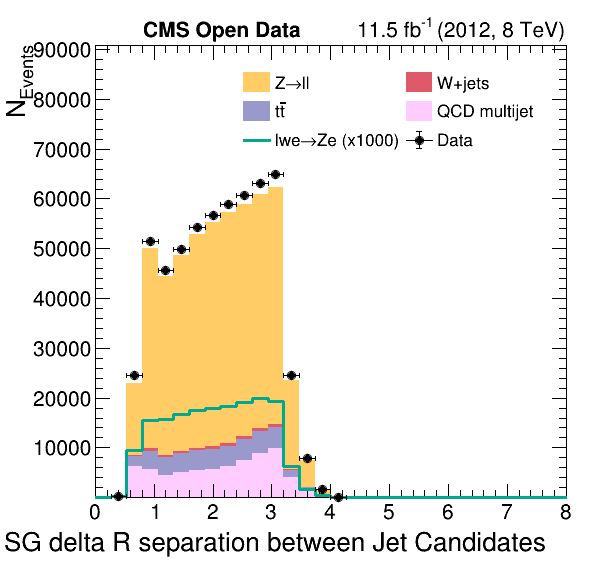 CMS Open Data 11.5 fb⁻¹ (2012, 8 TeV)
N_Events
90000
80000
70000
60000
50000
40000
30000
20000
10000
Z→ll W+jets
tt̄ QCD multijet
lwe→Ze (x1000) Data
0 1 2 3 4 5 6 7 8
SG delta R separation between Jet Candidates